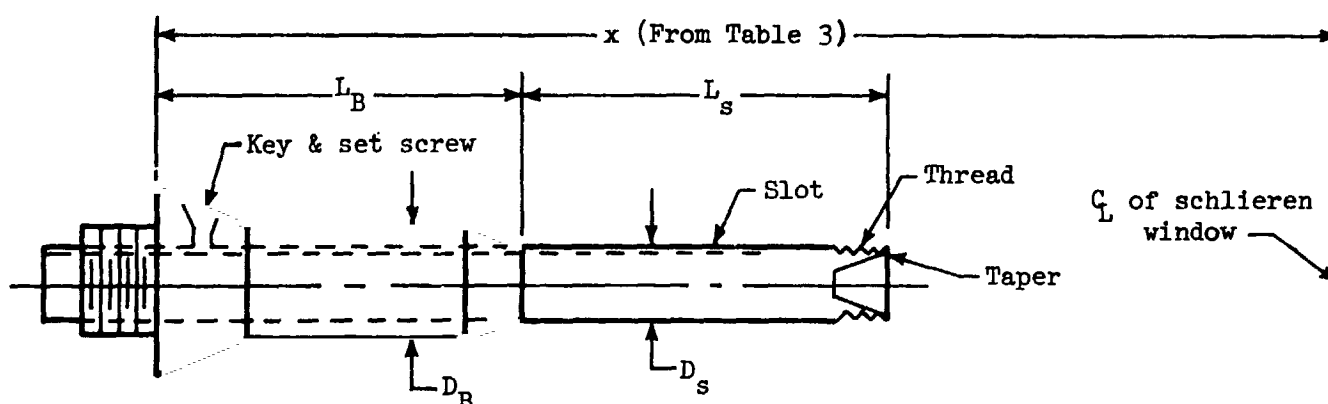 x (From Table 3)
L_B
L_s
Key & set screw
Slot
Thread
C_L of schlieren
window
Taper
D_B
D_s